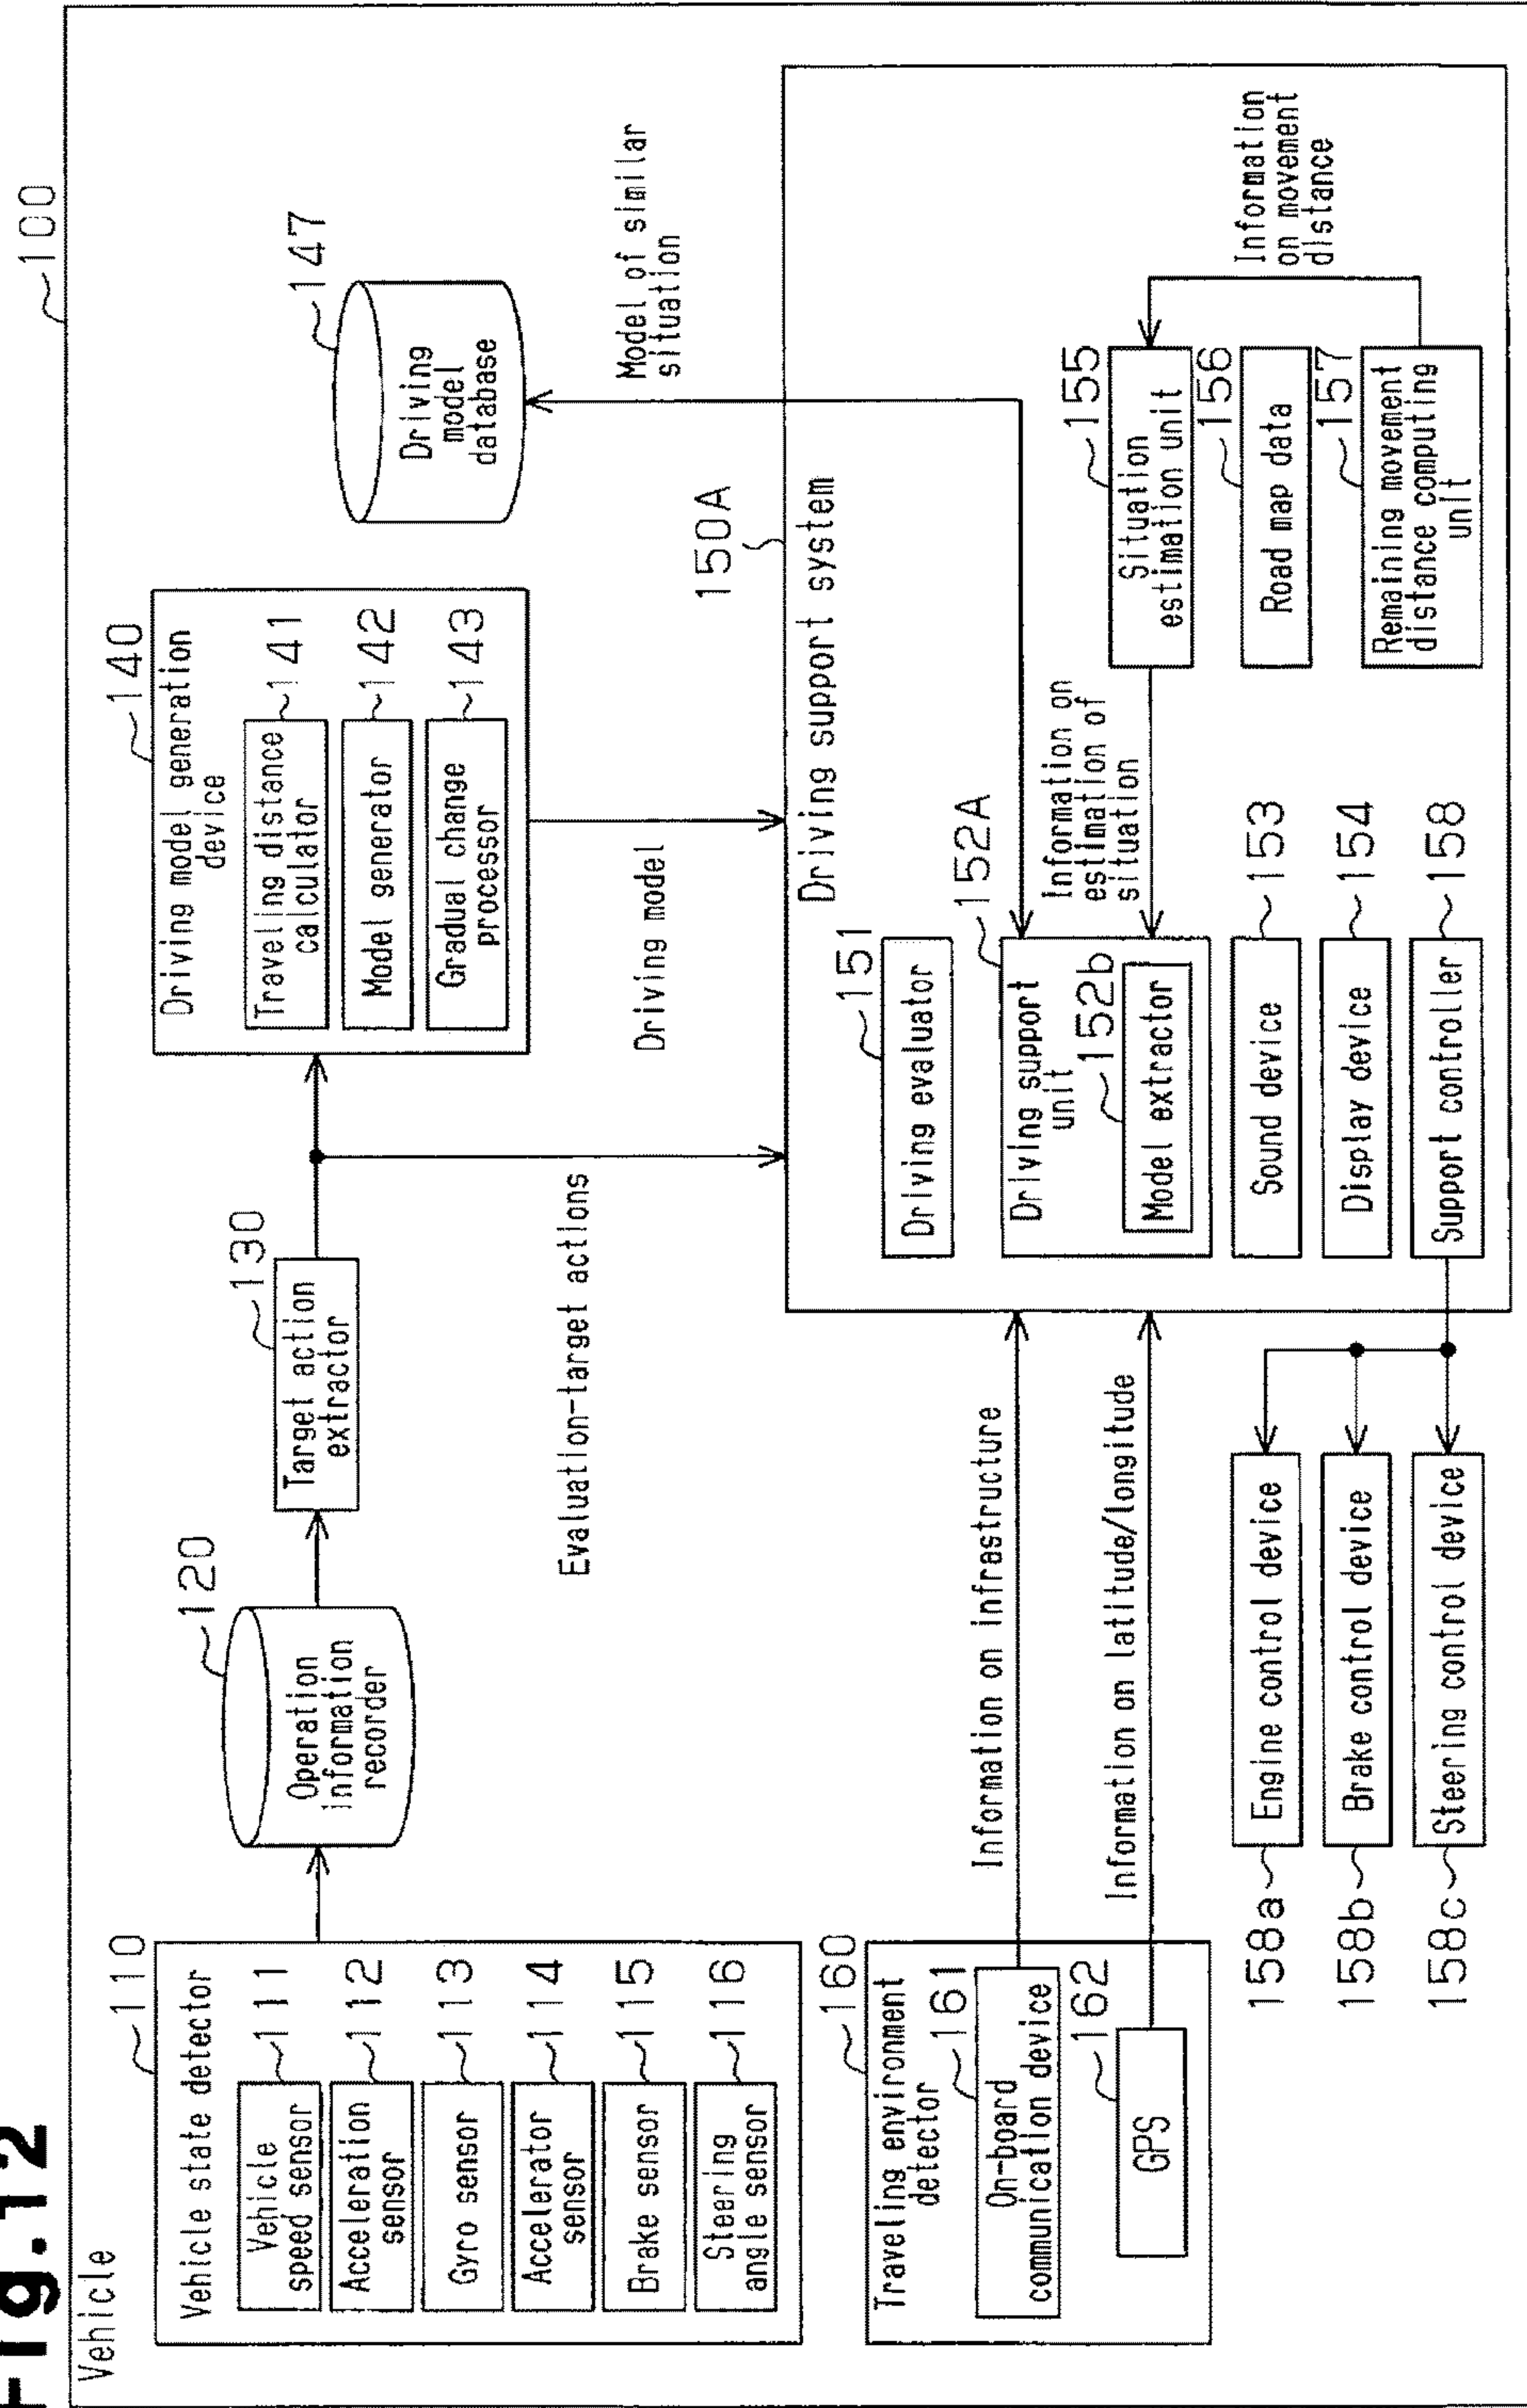 Fig.12
100
Vehicle
110
Vehicle state detector
Vehicle
speed sensor
111
Acceleration
sensor
112
Gyro sensor
113
Accelerator
sensor
114
Brake sensor
115
Steering
angle sensor
116
120
Operation
information
recorder
130
Target action
extractor
Evaluation-target actions
140
Driving model generation
device
Traveling distance
calculator
141
Model generator
142
Gradual change
processor
143
Driving model
147
Driving
model
database
Model of similar
situation
160
Traveling environment
detector
161
On-board
communication device
162
GPS
Information on infrastructure
Information on latitude/longitude
150A
Driving support system
151
Driving evaluator
152A
Driving support
unit
152b
Model extractor
Sound device
153
Display device
154
Support controller
158
Information on
estimation of
situation
155
Situation
estimation unit
156
Road map data
157
Remaining movement
distance computing
unit
Information
on movement
distance
158a
Engine control device
158b
Brake control device
158c
Steering control device